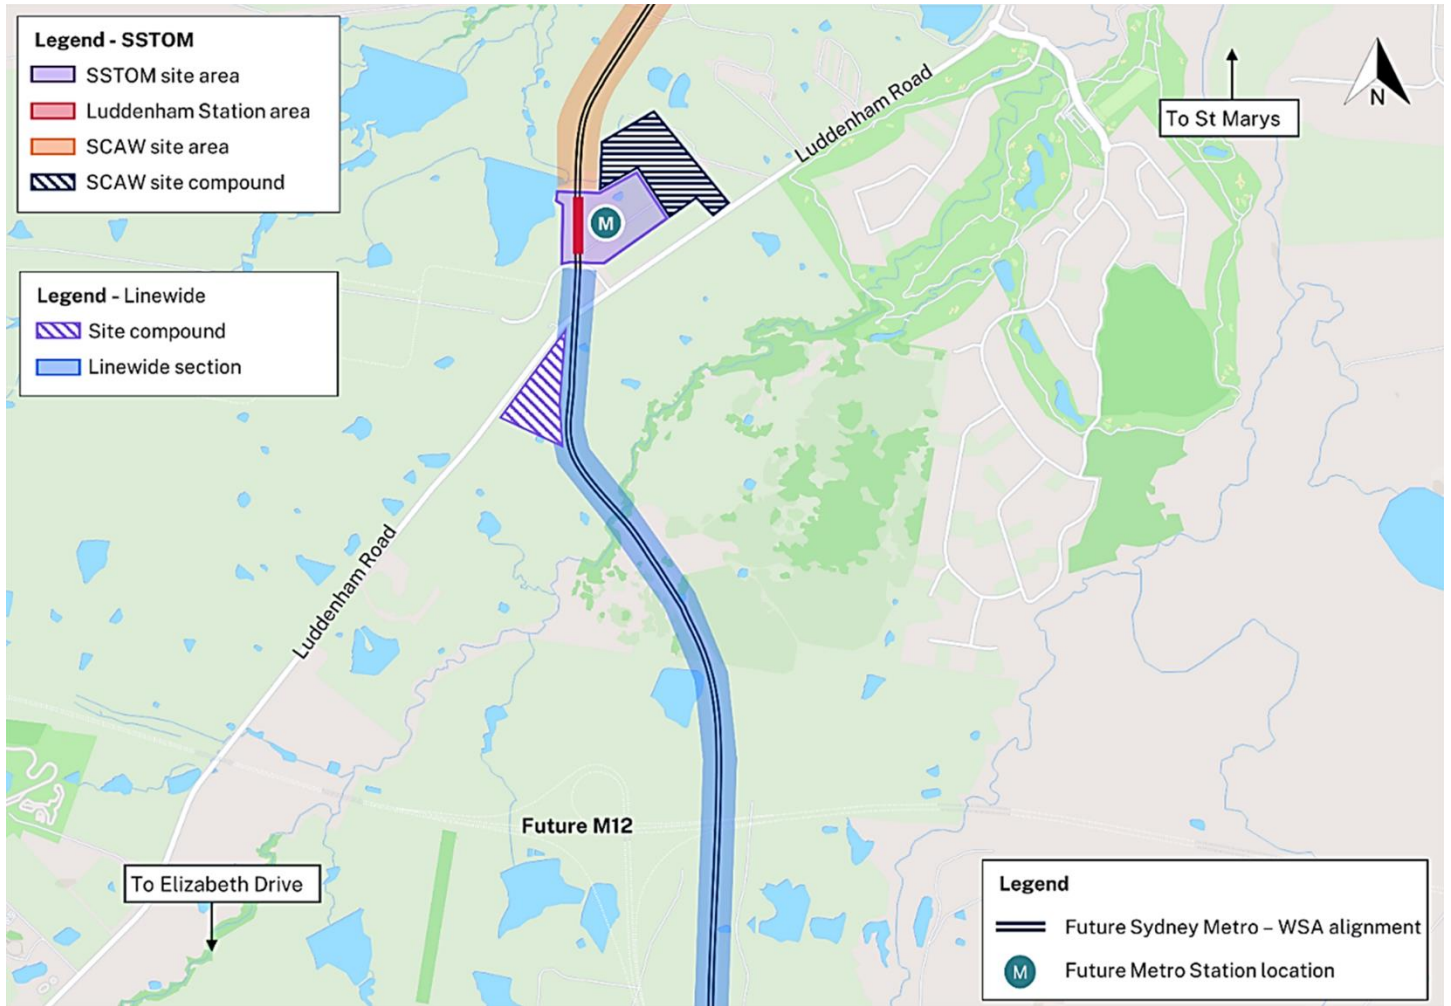 Legend - SSTOM
SSTOM site area
Luddenham Station area
SCAW site area
SCAW site compound
Legend - Linewide
Site compound
Linewide section
Luddenham Road
To St Marys
N
M
Luddenham Road
Future M12
To Elizabeth Drive
Legend
Future Sydney Metro – WSA alignment
M
Future Metro Station location